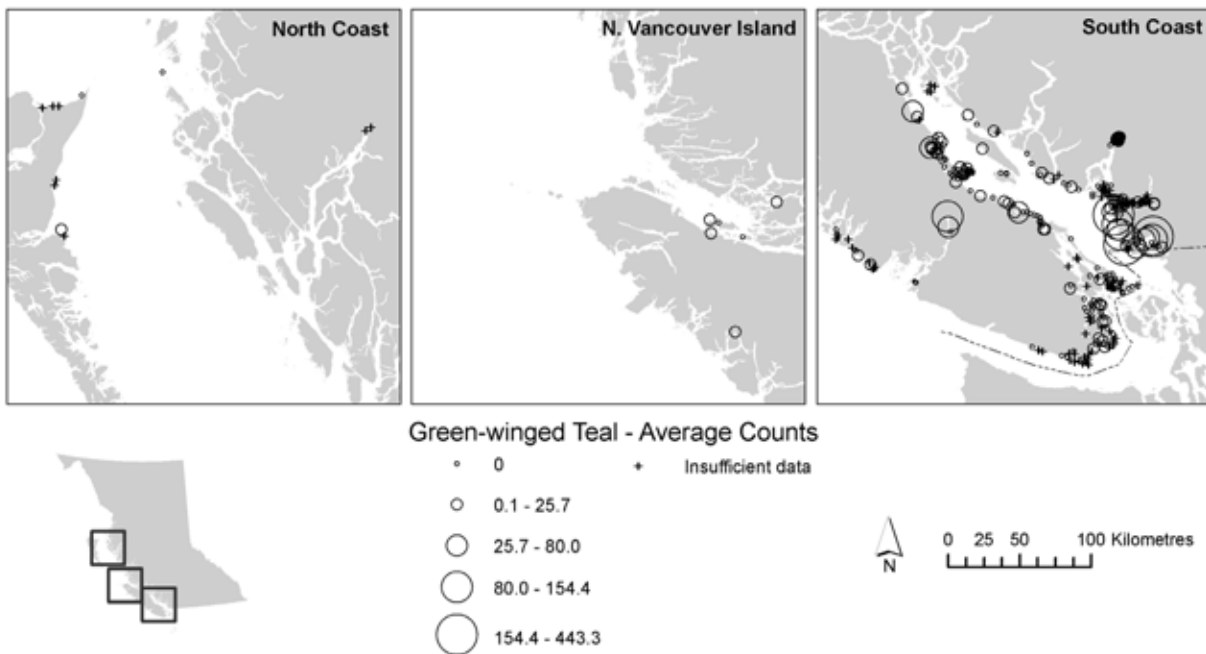 North Coast
N. Vancouver Island
South Coast
Green-winged Teal - Average Counts
0
Insufficient data
0.1 - 25.7
25.7 - 80.0
80.0 - 154.4
154.4 - 443.3
N
0 25 50 100 Kilometres